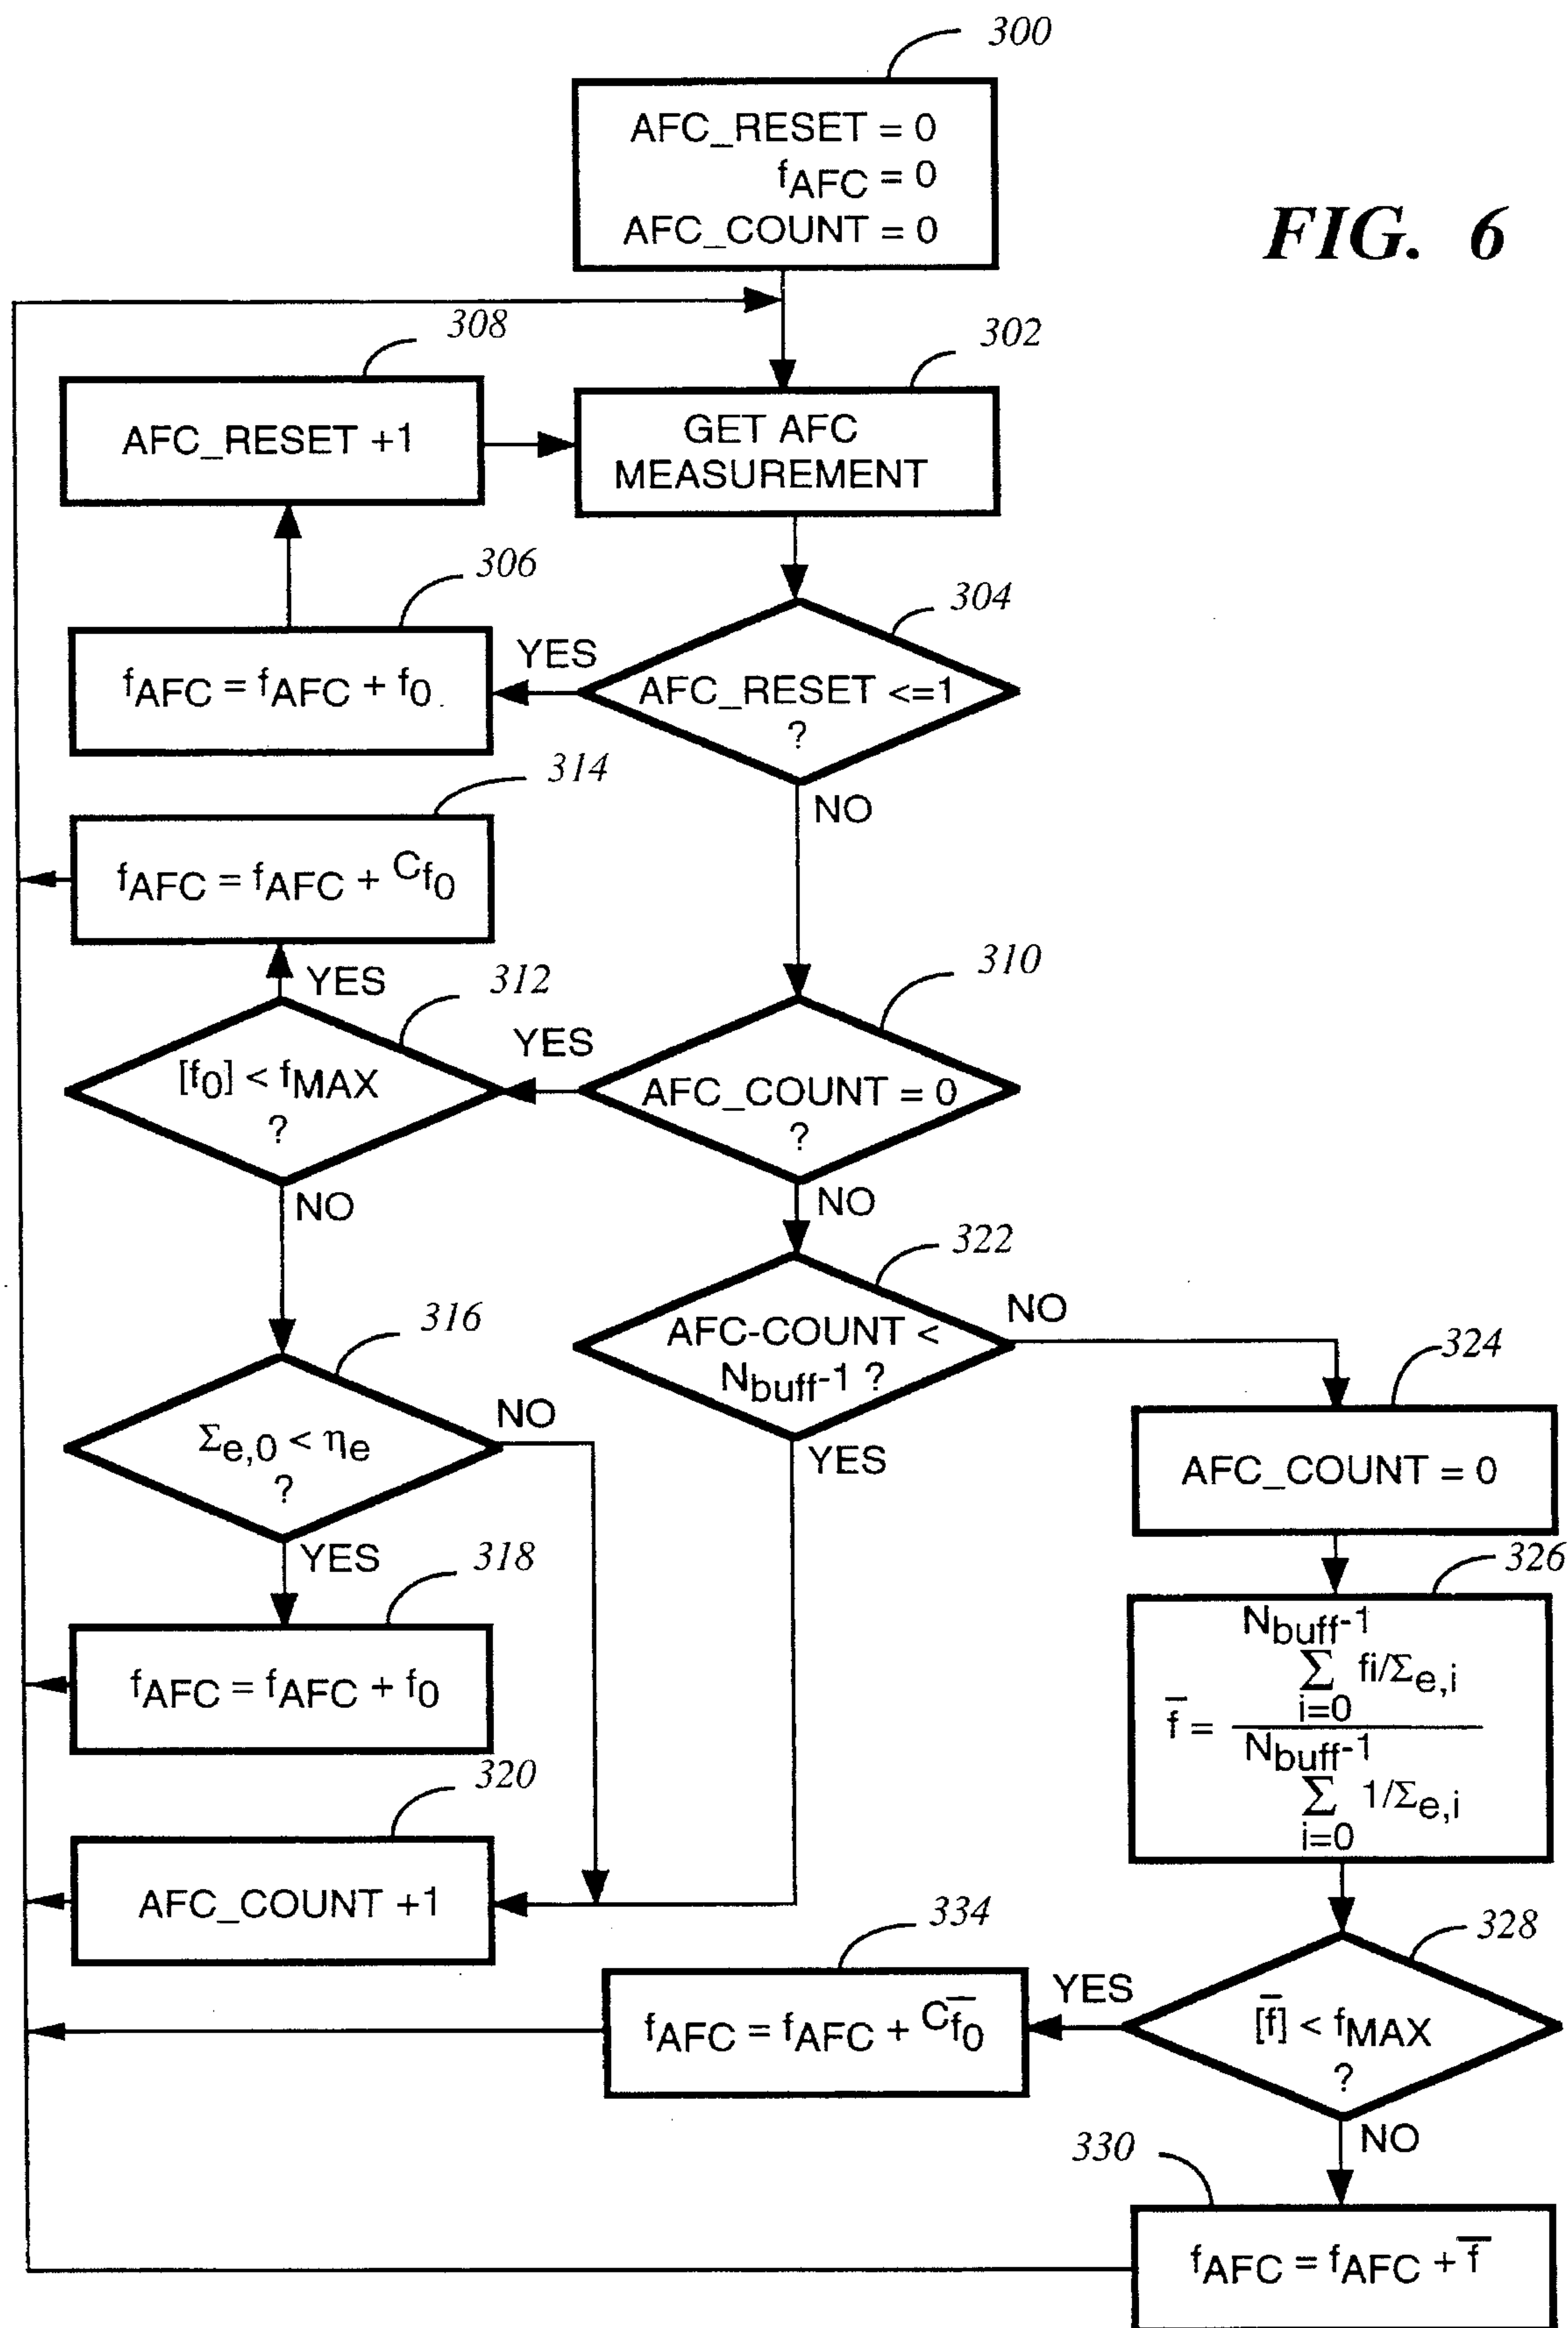 300
AFC_RESET = 0
fAFC = 0
AFC_COUNT = 0
FIG. 6
308
302
AFC_RESET +1
GET AFC
MEASUREMENT
306
304
YES
fAFC = fAFC + f0
AFC_RESET <=1
?
314
NO
fAFC = fAFC + Cf0
310
YES
312
YES
[f0] < fMAX
?
AFC_COUNT = 0
?
NO
NO
322
316
AFC-COUNT <
Nbuff-1 ?
NO
324
NO
Σe,0 < ηe
?
YES
AFC_COUNT = 0
YES
318
326
fAFC = fAFC + f0
Nbuff-1
Σ fi/Σe,i
i=0
f̅ =
Nbuff-1
Σ 1/Σe,i
i=0
320
AFC_COUNT +1
334
328
YES
fAFC = fAFC + Cf̅0
[f̅] < fMAX
?
NO
330
fAFC = fAFC + f̅